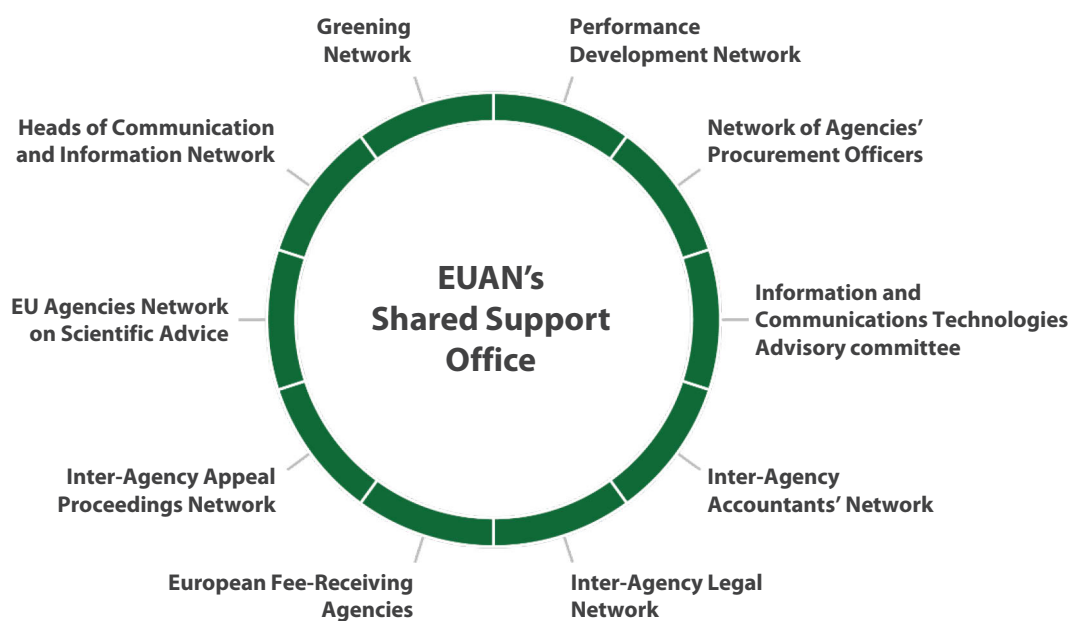 Greening
Network
Performance
Development Network
Heads of Communication
and Information Network
Network of Agencies’
Procurement Officers
EUAN’s
Shared Support
Office
EU Agencies Network
on Scientific Advice
Information and
Communications Technologies
Advisory committee
Inter-Agency Appeal
Proceedings Network
Inter-Agency
Accountants’ Network
European Fee-Receiving
Agencies
Inter-Agency Legal
Network